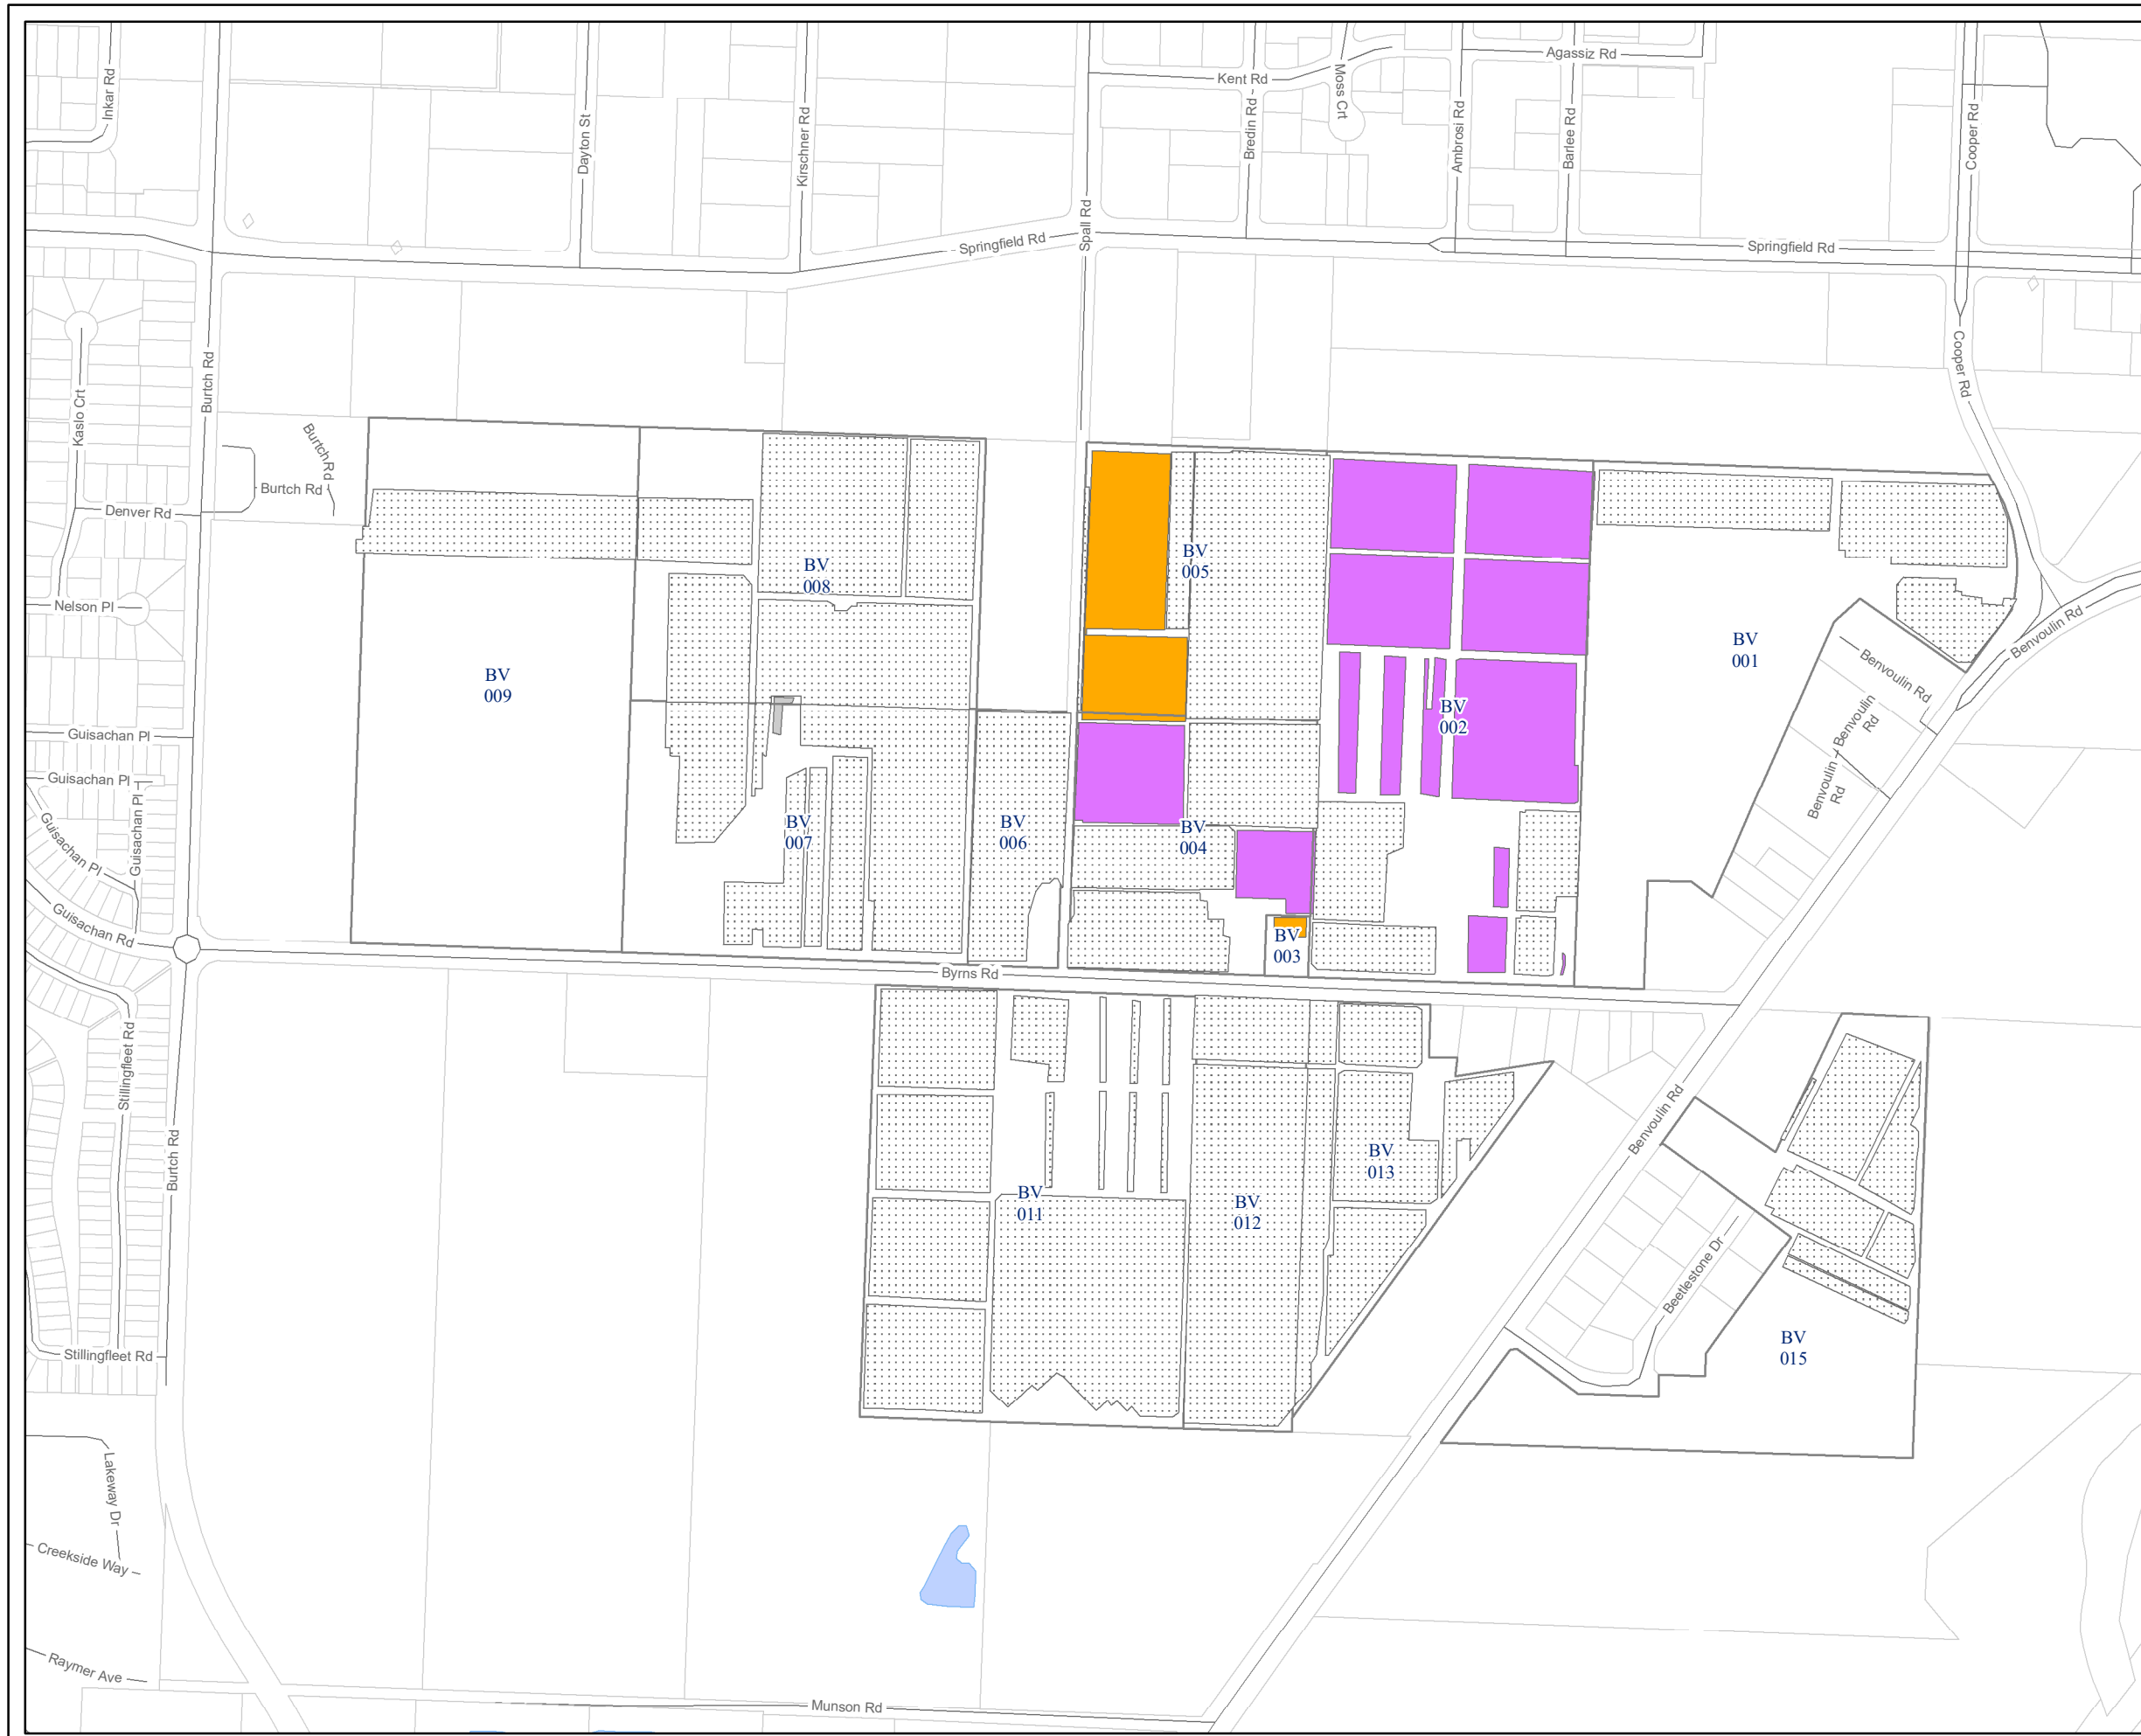 Inkar Rd
Dayton St
Kirschner Rd
Kent Rd
Bredin Rd
Moss Crt
Ambrosi Rd
Agassiz Rd
Barlee Rd
Cooper Rd
Spall Rd
Springfield Rd
Springfield Rd
Cooper Rd
Burtch Rd
Kaslo Crt
Burtch Rd
Burtch Rd
Denver Rd
BV
005
BV
008
Nelson Pl
BV
001
Benvoulin Rd
Benvoulin Rd
BV
009
BV
002
Benvoulin
Rd
Guisachan Pl
Guisachan Pl
Benvoulin
Rd
Guisachan Pl
Guisachan Pl
BV
007
BV
006
BV
004
Guisachan Rd
BV
003
Byrns Rd
Stillingfleet Rd
Burtch Rd
Benvoulin Rd
BV
013
BV
011
BV
012
Beetlestone Dr
BV
015
Stillingfleet Rd
Lakeway Dr
Creekside Way
Raymer Ave
Munson Rd